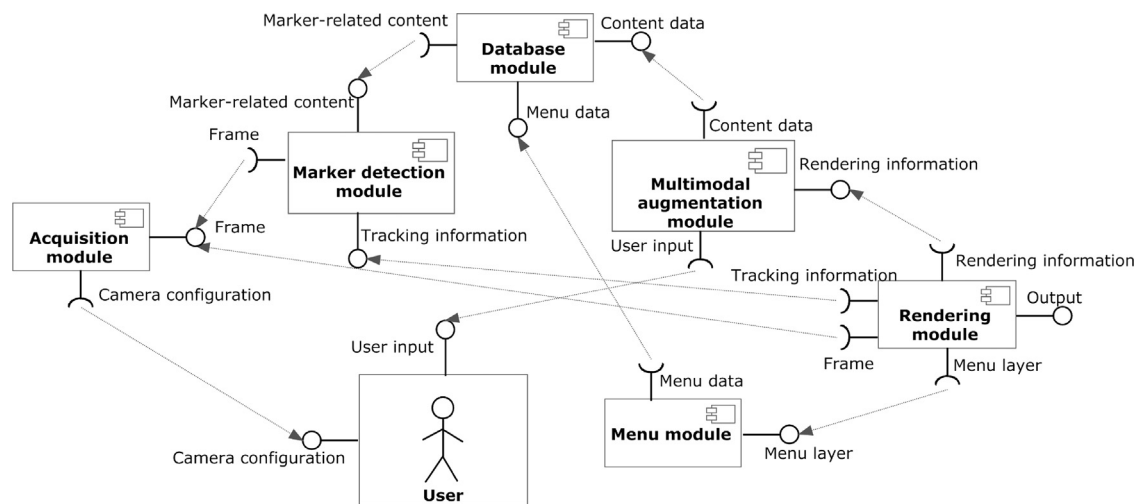 Marker-related content
Content data
Database
module
Marker-related content
Menu data
Frame
Content data
Marker detection
module
Rendering information
Multimodal
augmentation
module
Frame
Acquisition
module
Tracking information
User input
Camera configuration
Tracking information
Rendering information
Output
Rendering
module
User input
Frame
Menu layer
Menu data
Menu module
Camera configuration
Menu layer
User